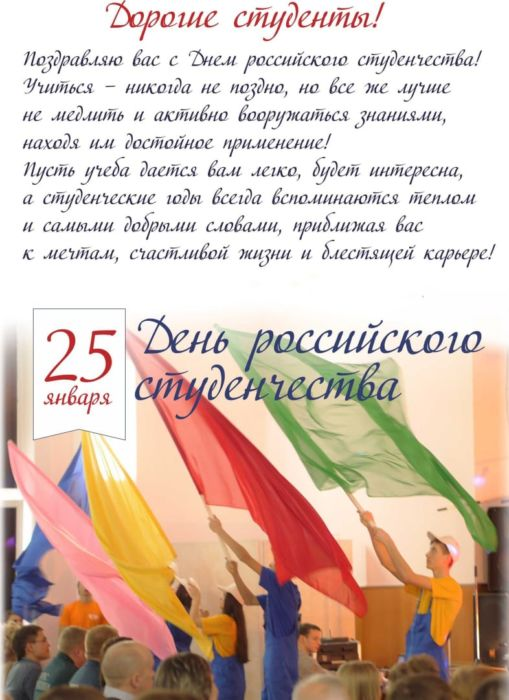 Дорогие студенты!
Поздравляю вас с Днем российского студенчества!
Учиться – никогда не поздно, но все же лучше
не медлить и активно вооружаться знаниями,
находя им достойное применение!
Пусть учеба дается вам легко, будет интересна,
а студенческие годы всегда вспоминаются теплом
и самыми добрыми словами, приближая вас
к мечтам, счастливой жизни и блестящей карьере!
25
января
День российского
студенчества